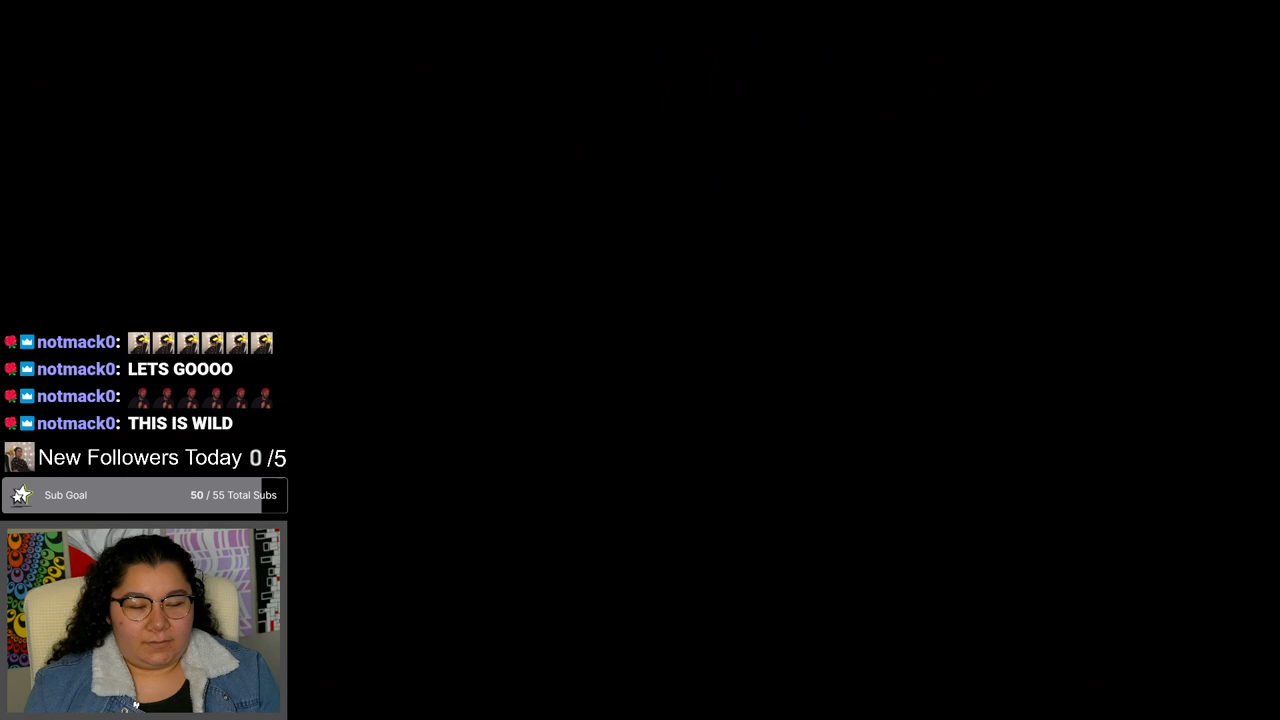 notmack0:
notmack0: LETS GOOOO
notmack0:
notmack0: THIS IS WILD
New Followers Today 0 /5
Sub Goal 50 / 55 Total Subs